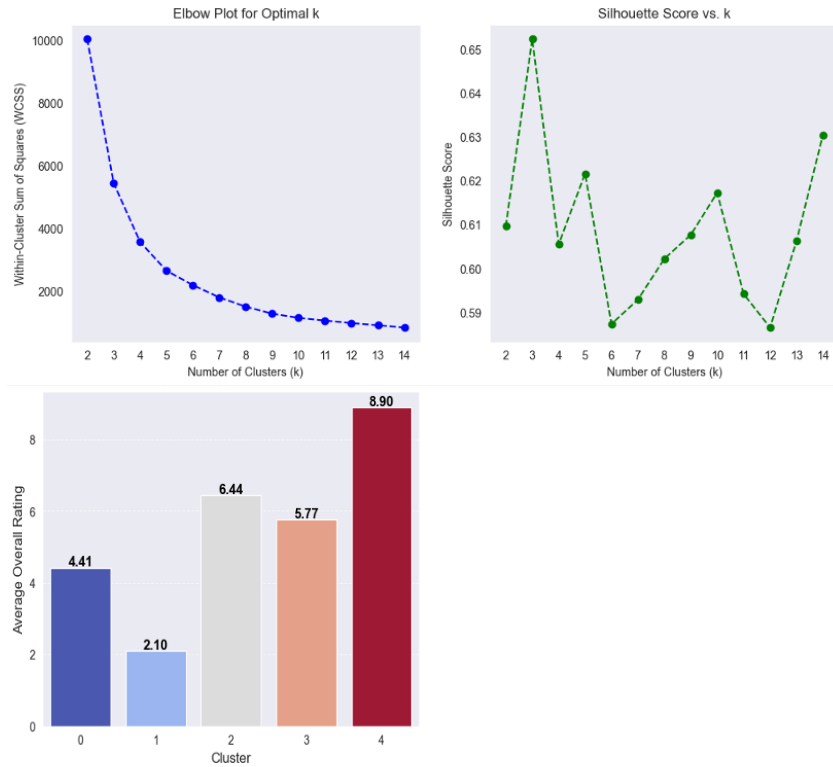 Elbow Plot for Optimal k
Within-Cluster Sum of Squares (WCSS)
10000
8000
6000
4000
2000
2 3 4 5 6 7 8 9 10 11 12 13 14
Number of Clusters (k)
Silhouette Score vs. k
Silhouette Score
0.65
0.64
0.63
0.62
0.61
0.60
0.59
2 3 4 5 6 7 8 9 10 11 12 13 14
Number of Clusters (k)
Average Overall Rating
8
6
4
2
0
4.41
2.10
6.44
5.77
8.90
0 1 2 3 4
Cluster